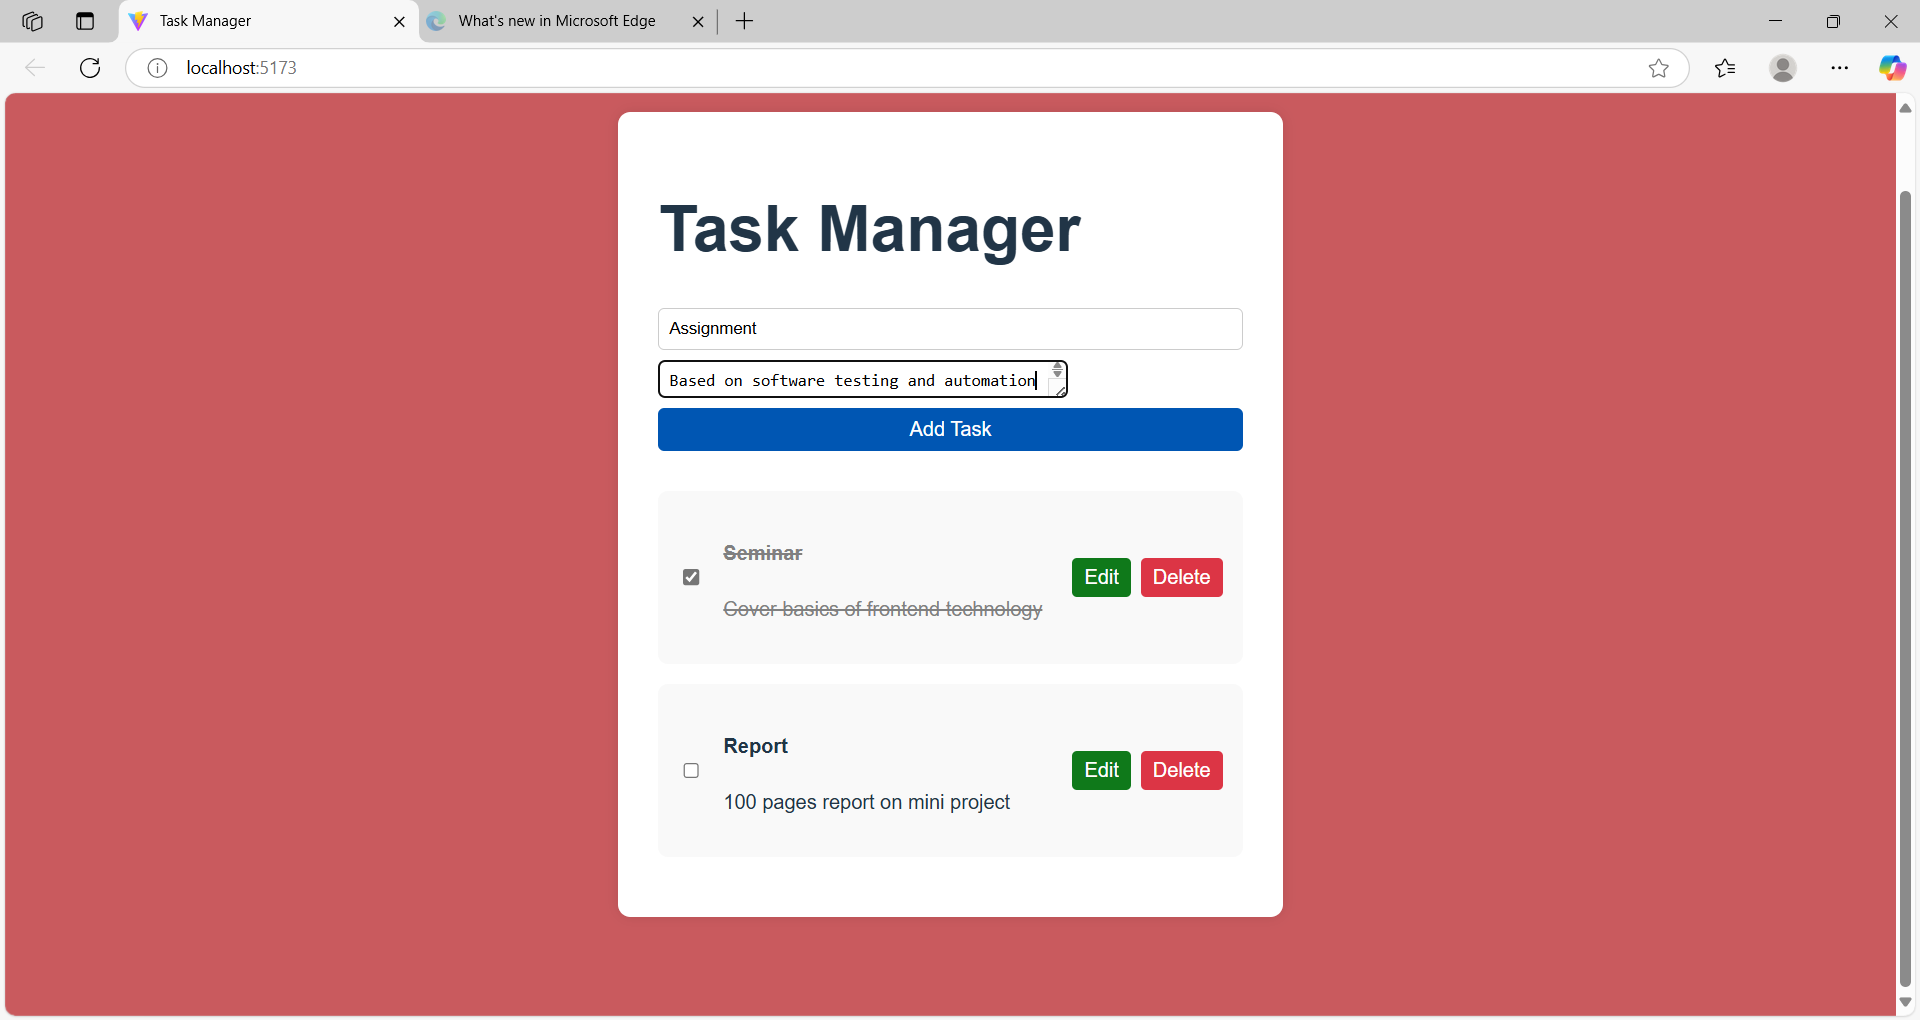 Task Manager
What's new in Microsoft Edge
localhost:5173
Task Manager
Assignment
Based on software testing and automation
Add Task
Seminar
Cover basics of frontend technology
Edit Delete
Report
100 pages report on mini project
Edit Delete